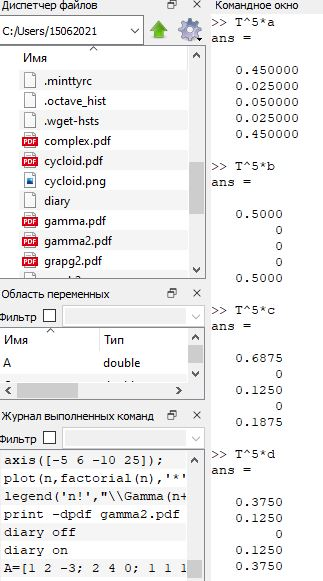 Диспетчер файлов
C:/Users/15062021
Имя
.minttyrc
.octave_hist
.wget-hsts
complex.pdf
cycloid.pdf
cycloid.png
diary
gamma.pdf
gamma2.pdf
grapg2.pdf
Область переменных
Фильтр
Имя
Тип
A
double
Журнал выполненных команд
Фильтр
axis([-5 6 -10 25]);
plot(n,factorial(n),'*'
legend('n!',"\\Gamma(n+
print -dpdf gamma2.pdf
diary off
diary on
A=[1 2 -3; 2 4 0; 1 1 1
Командное окно
>> T^5*a
ans =
0.450000
0.025000
0.050000
0.025000
0.450000
>> T^5*b
ans =
0.5000
0
0
0
0.5000
>> T^5*c
ans =
0.6875
0
0.1250
0
0.1875
>> T^5*d
ans =
0.3750
0.1250
0
0.1250
0.3750